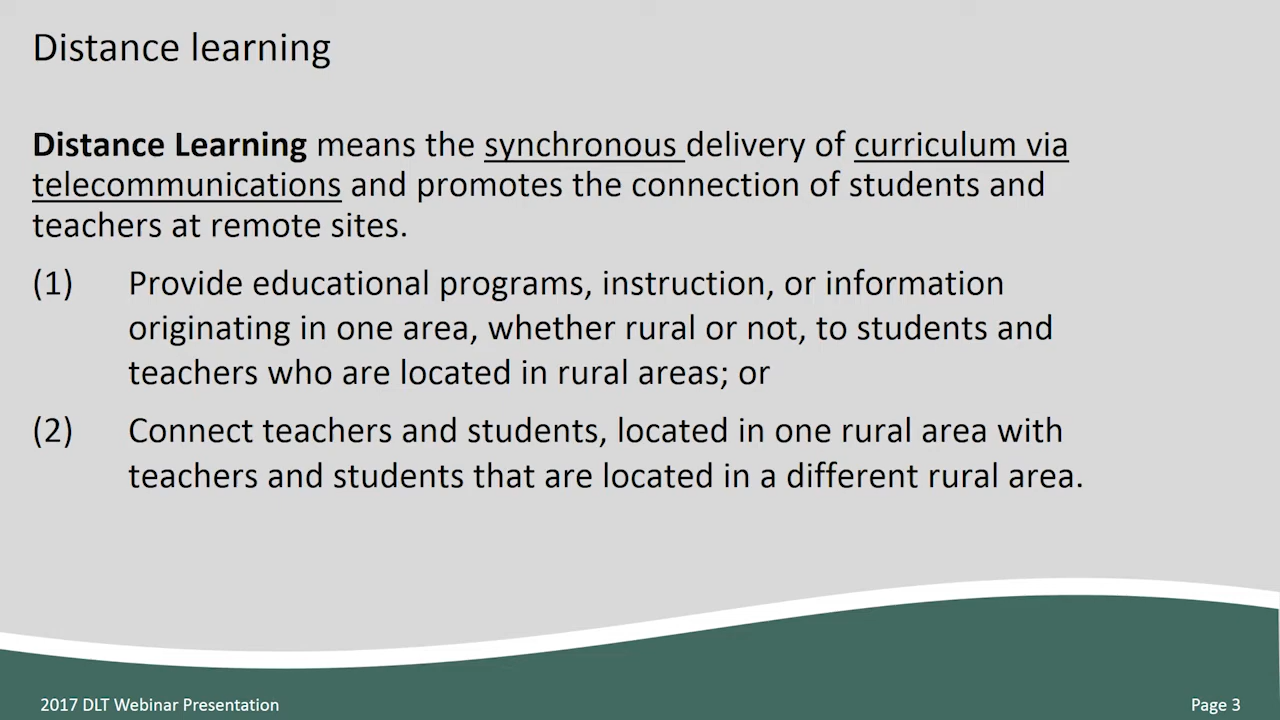 Distance learning
Distance Learning means the synchronous delivery of curriculum via
telecommunications and promotes the connection of students and
teachers at remote sites.
(1) Provide educational programs, instruction, or information
originating in one area, whether rural or not, to students and
teachers who are located in rural areas; or
(2) Connect teachers and students, located in one rural area with
teachers and students that are located in a different rural area.
2017 DLT Webinar Presentation Page 3